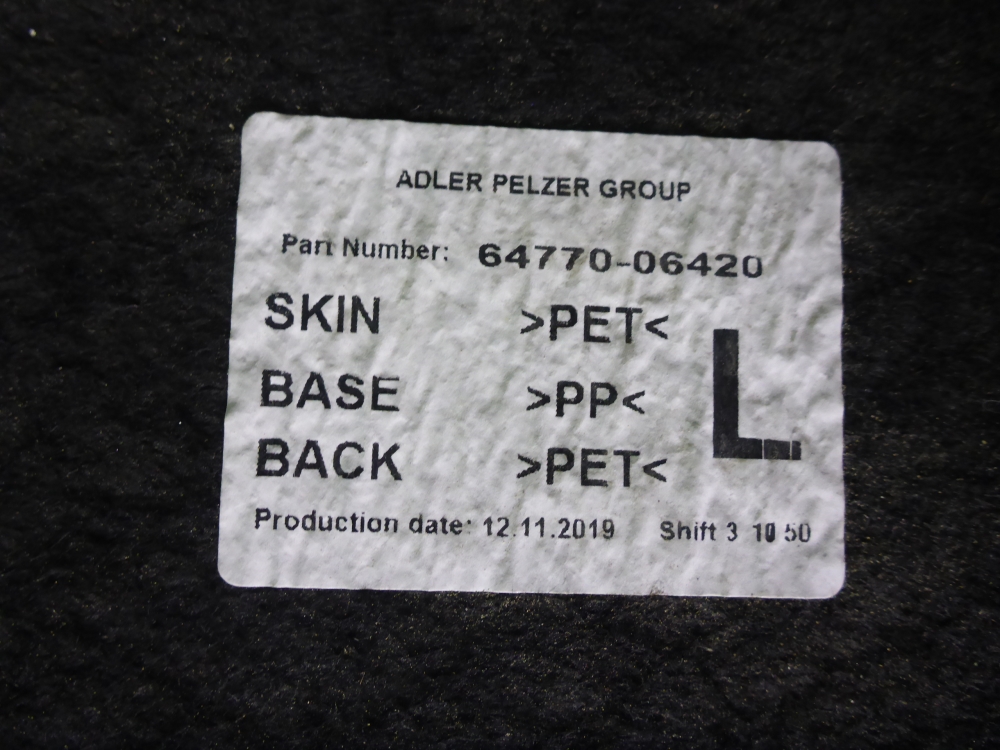 ADLER PELZER GROUP
Part Number: 64770-06420
SKIN >PET<
BASE >PP<
BACK >PET<
L
Production date: 12.11.2019 Shift 3 10 50